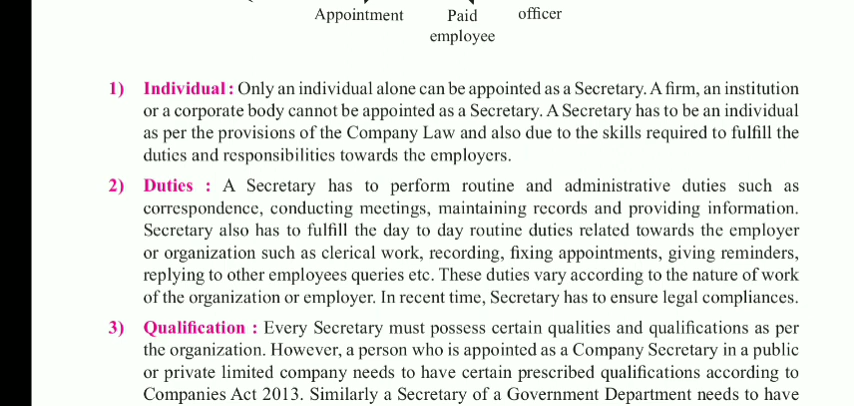 Appointment Paid officer
employee
1) Individual : Only an individual alone can be appointed as a Secretary. A firm, an institution
or a corporate body cannot be appointed as a Secretary. A Secretary has to be an individual
as per the provisions of the Company Law and also due to the skills required to fulfill the
duties and responsibilities towards the employers.
2) Duties : A Secretary has to perform routine and administrative duties such as
correspondence, conducting meetings, maintaining records and providing information.
Secretary also has to fulfill the day to day routine duties related towards the employer
or organization such as clerical work, recording, fixing appointments, giving reminders,
replying to other employees queries etc. These duties vary according to the nature of work
of the organization or employer. In recent time, Secretary has to ensure legal compliances.
3) Qualification : Every Secretary must possess certain qualities and qualifications as per
the organization. However, a person who is appointed as a Company Secretary in a public
or private limited company needs to have certain prescribed qualifications according to
Companies Act 2013. Similarly a Secretary of a Government Department needs to have